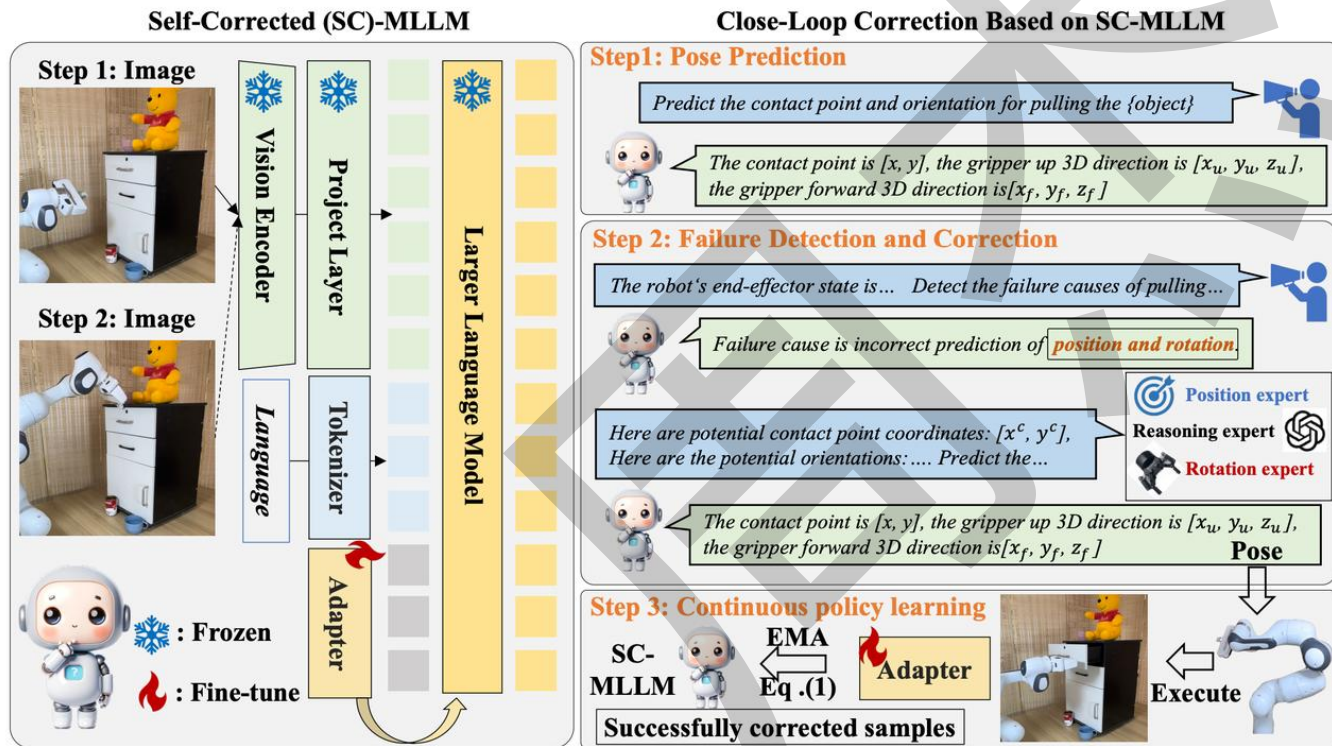 Self-Corrected (SC)-MLLM
Step 1: Image
Step 2: Image
Vision Encoder
Project Layer
Language
Tokenizer
Adapter
Larger Language Model
: Frozen
: Fine-tune
Close-Loop Correction Based on SC-MLLM
Step1: Pose Prediction
Predict the contact point and orientation for pulling the {object}
The contact point is [x, y], the gripper up 3D direction is [xᵤ, yᵤ, zᵤ],
the gripper forward 3D direction is[x_f, y_f, z_f]
Step 2: Failure Detection and Correction
The robot's end-effector state is… Detect the failure causes of pulling…
Failure cause is incorrect prediction of position and rotation.
Position expert
Reasoning expert
Rotation expert
Here are potential contact point coordinates: [xᶜ, yᶜ],
Here are the potential orientations:…. Predict the…
The contact point is [x, y], the gripper up 3D direction is [xᵤ, yᵤ, zᵤ],
the gripper forward 3D direction is[x_f, y_f, z_f]
Pose
Step 3: Continuous policy learning
SC-
MLLM
EMA
Eq .(1)
Adapter
Execute
Successfully corrected samples